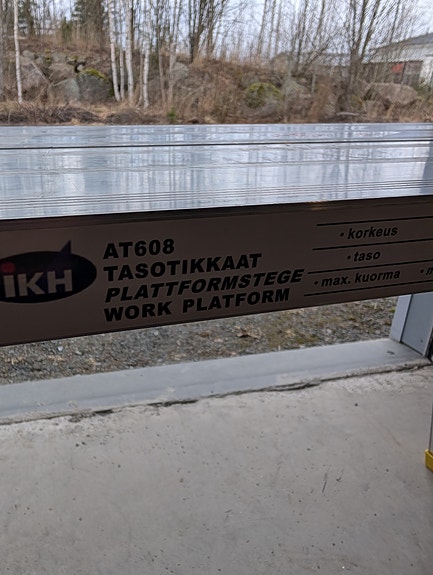 IKH
AT608
TASOTIKKAAT
PLATTFORMSTEGE
WORK PLATFORM
• korkeus
• taso
• max. kuorma